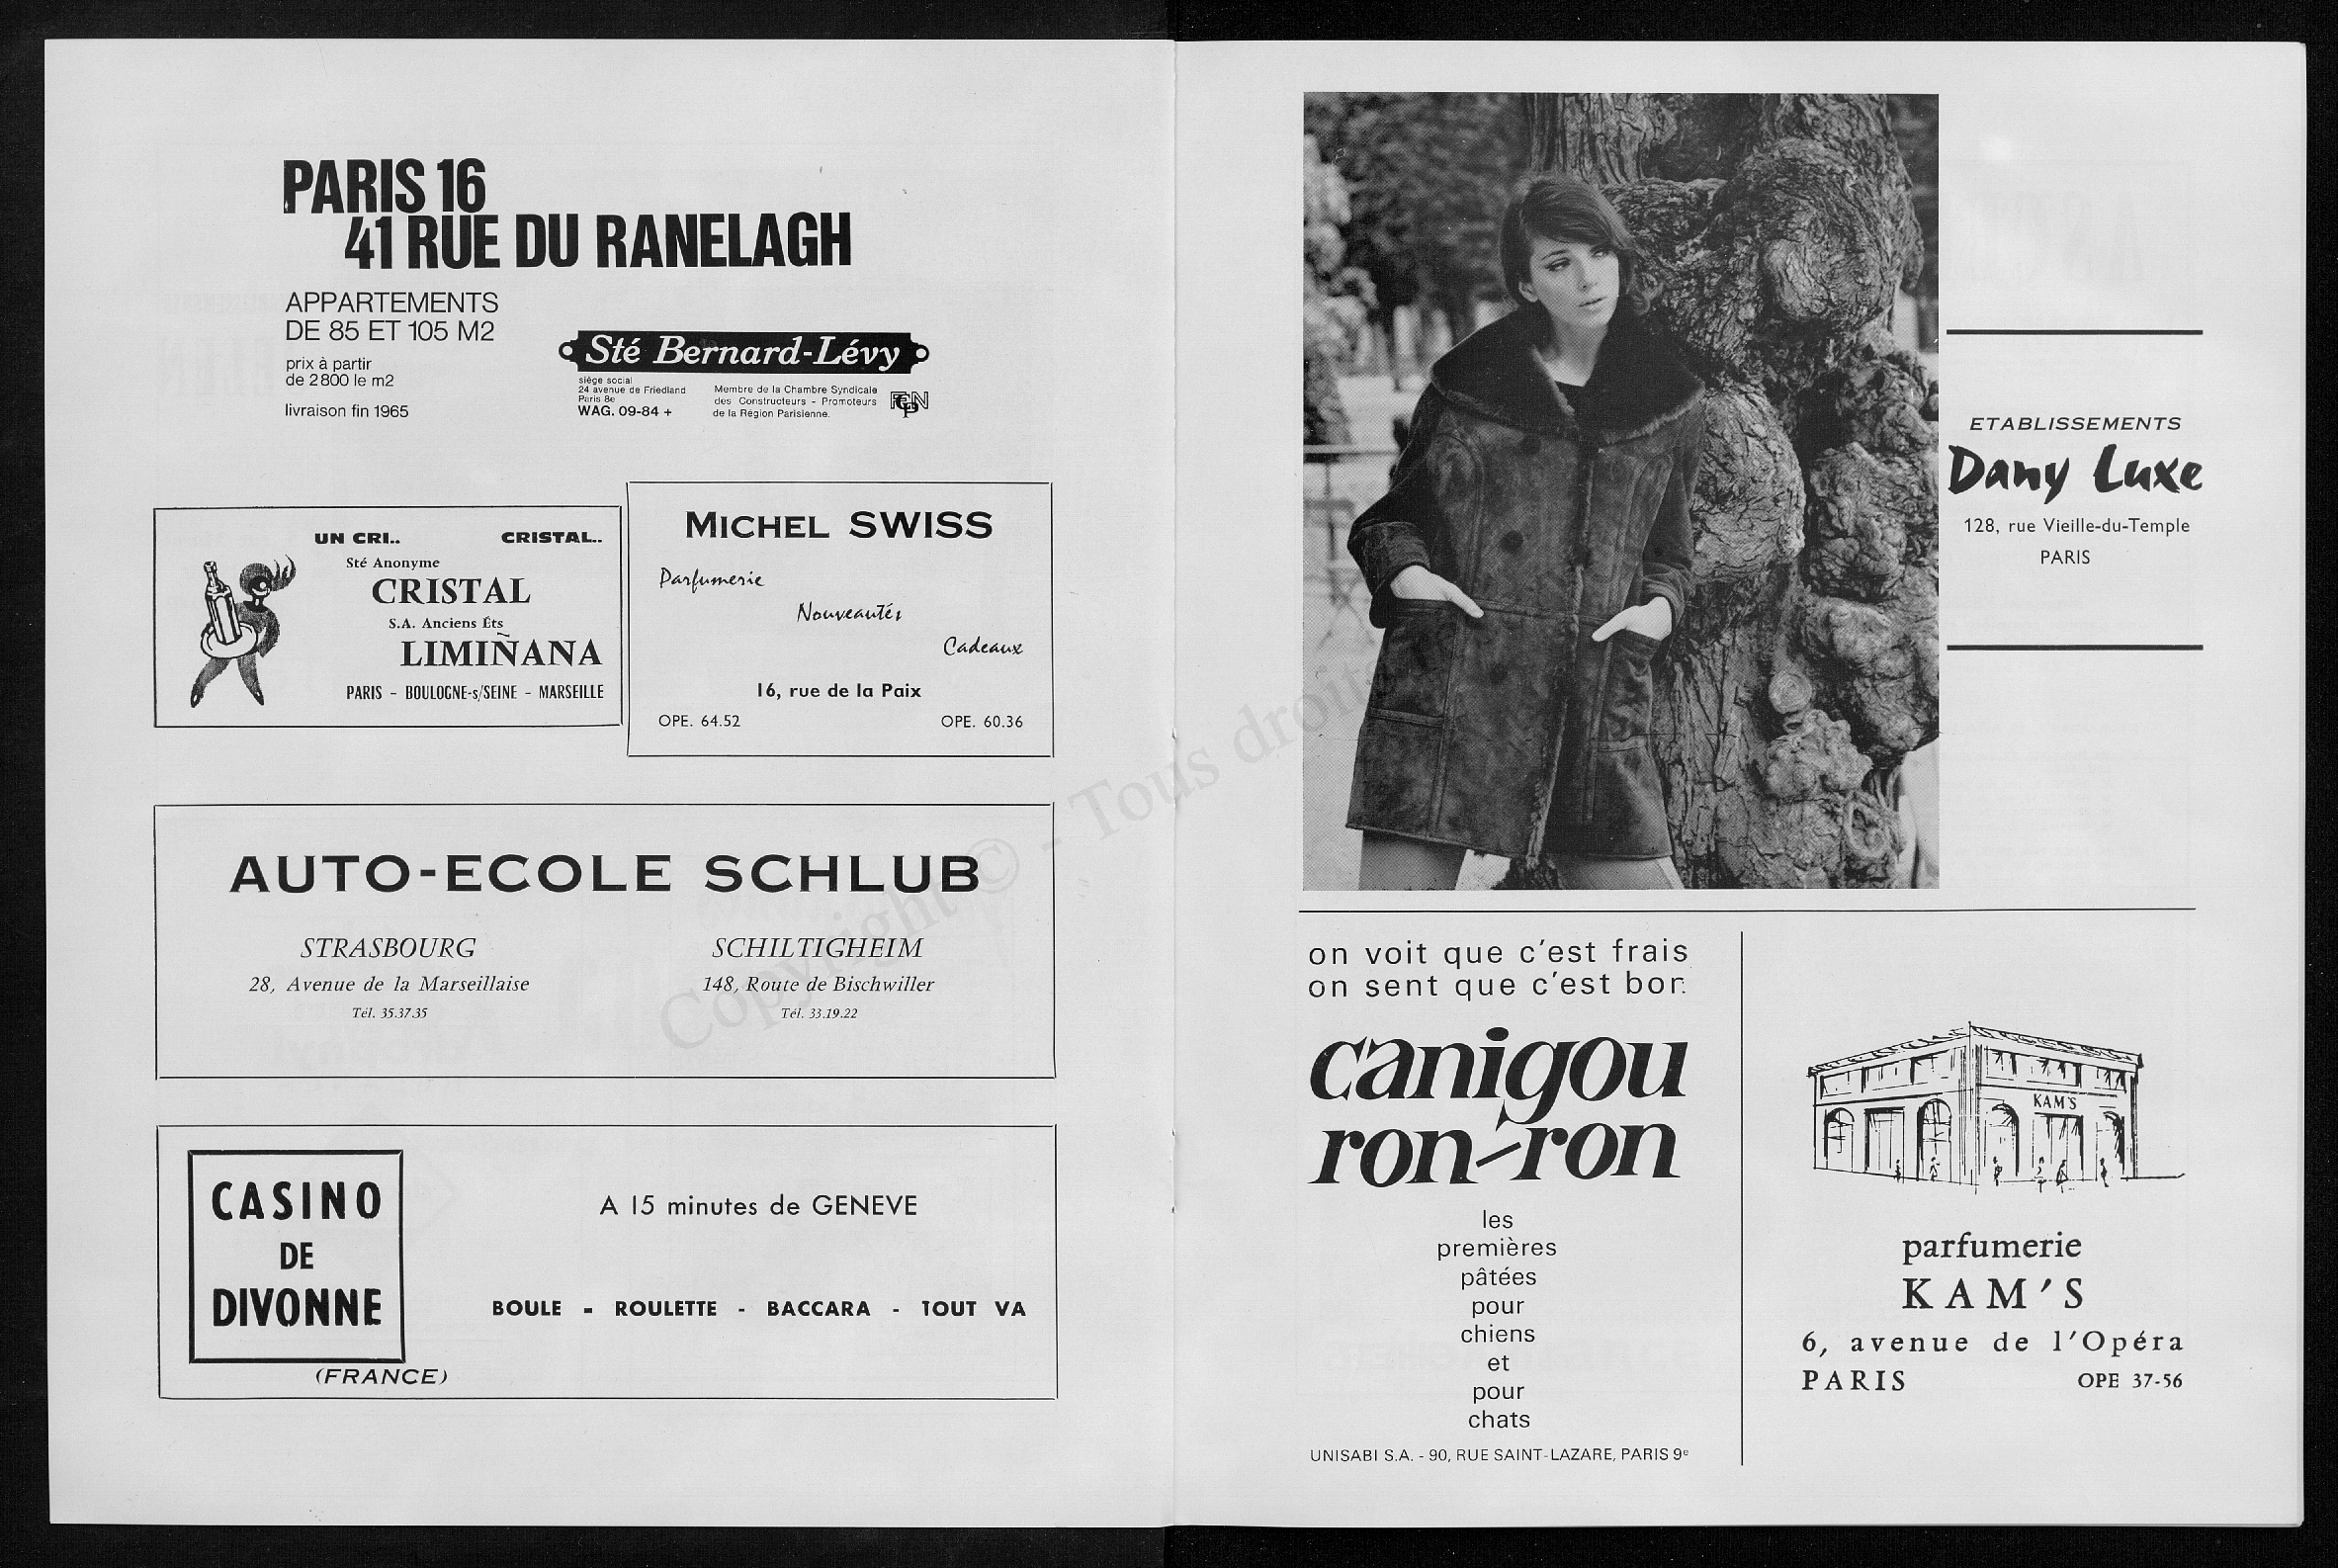 PARIS 16
41 RUE DU RANELAGH
APPARTEMENTS
DE 85 ET 105 M2
prix à partir
de 2800 le m2
livraison fin 1965
Sté Bernard-Lévy
siège social
24 avenue de Friedland
Paris 8e
WAG. 09-84 +
Membre de la Chambre Syndicale
des Constructeurs - Promoteurs
de la Région Parisienne.
UN CRI.. CRISTAL..
Sté Anonyme
CRISTAL
S.A. Anciens Éts
LIMIÑANA
PARIS - BOULOGNE-s/SEINE - MARSEILLE
MICHEL SWISS
Parfumerie
Nouveautés
Cadeaux
16, rue de la Paix
OPE. 64.52 OPE. 60.36
AUTO-ECOLE SCHLUB
STRASBOURG
28, Avenue de la Marseillaise
Tél. 35.37.35
SCHILTIGHEIM
148, Route de Bischwiller
Tél. 33.19.22
CASINO
DE
DIVONNE
(FRANCE)
A 15 minutes de GENEVE
BOULE - ROULETTE - BACCARA - TOUT VA
ETABLISSEMENTS
Dany Luxe
128, rue Vieille-du-Temple
PARIS
on voit que c'est frais
on sent que c'est bon
canigou
ron-ron
les
premières
pâtées
pour
chiens
et
pour
chats
UNISABI S.A. - 90, RUE SAINT-LAZARE, PARIS 9e
KAM'S
parfumerie
KAM'S
6, avenue de l'Opéra
PARIS OPE 37-56
Copyright © - Tous droits